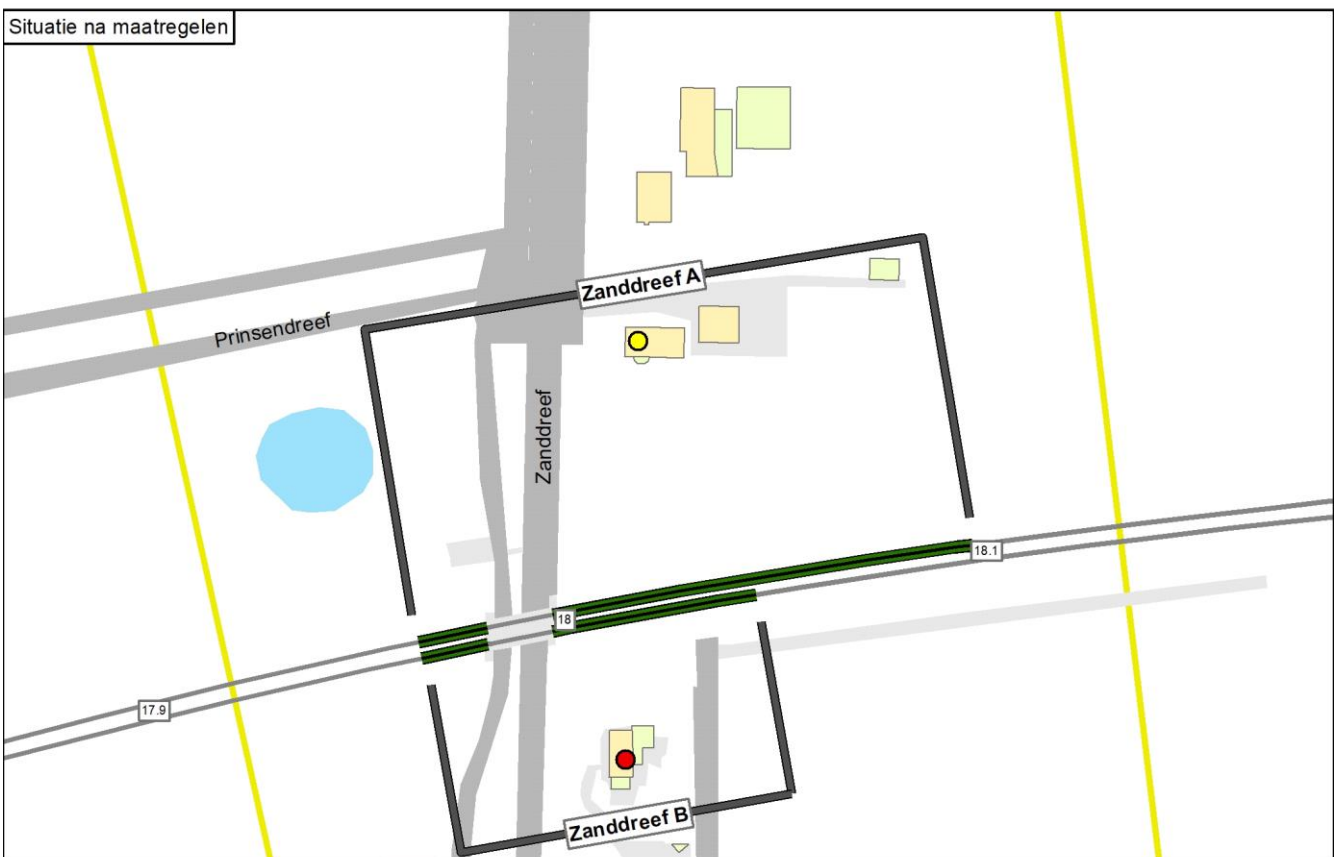 Situatie na maatregelen
Zanddreef A
Prinsendreef
Zanddreef
18.1
18
17.9
Zanddreef B